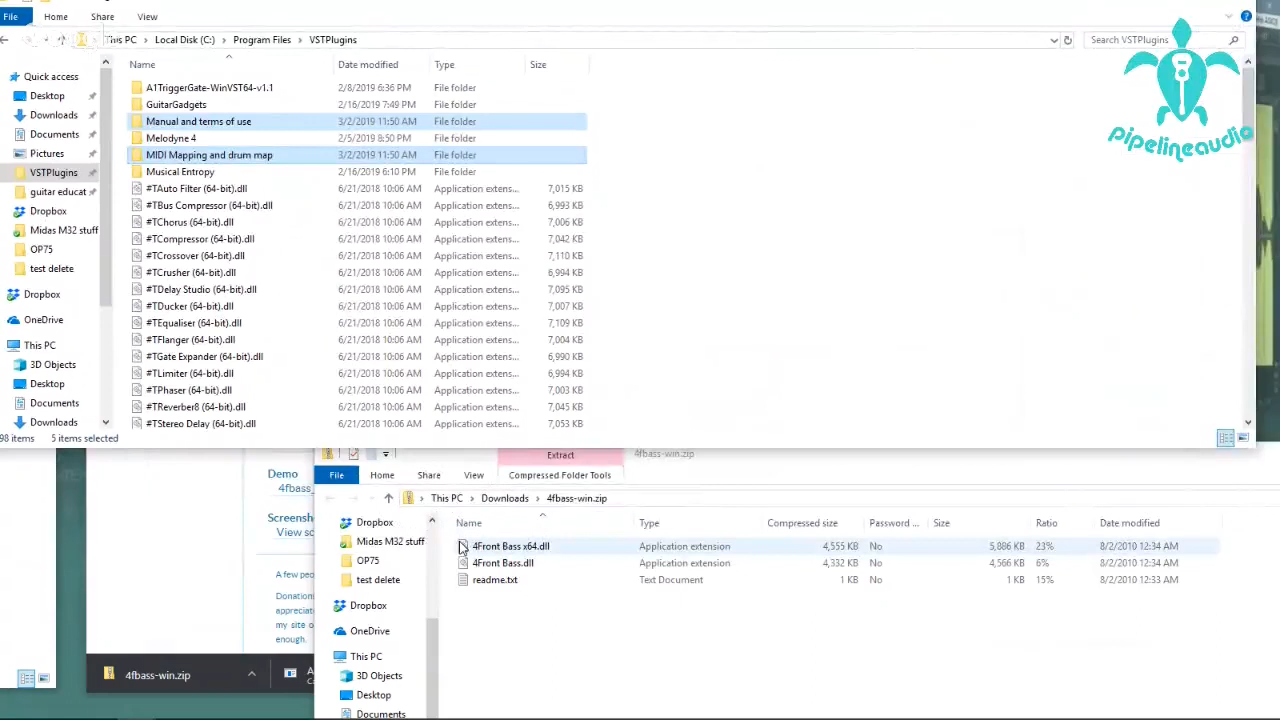 File Home Share View
This PC > Local Disk (C:) > Program Files > VSTPlugins
Search VSTPlugins
pipelineaudio
Name Date modified Type Size
Quick access
Desktop
Downloads
Documents
Pictures
VSTPlugins
guitar educat
Dropbox
Midas M32 stuff
OP75
test delete
Dropbox
OneDrive
This PC
3D Objects
Desktop
Documents
Downloads
A1TriggerGate-WinVST64-v1.1 2/8/2019 6:36 PM File folder
GuitarGadgets 2/16/2019 7:49 PM File folder
Manual and terms of use 3/2/2019 11:50 AM File folder
Melodyne 4 2/5/2019 8:50 PM File folder
MIDI Mapping and drum map 3/2/2019 11:50 AM File folder
Musical Entropy 2/16/2019 6:10 PM File folder
#TAuto Filter (64-bit).dll 6/21/2018 10:06 AM Application extens... 7,015 KB
#TBus Compressor (64-bit).dll 6/21/2018 10:06 AM Application extens... 6,993 KB
#TChorus (64-bit).dll 6/21/2018 10:06 AM Application extens... 7,006 KB
#TCompressor (64-bit).dll 6/21/2018 10:06 AM Application extens... 7,042 KB
#TCrossover (64-bit).dll 6/21/2018 10:06 AM Application extens... 7,110 KB
#TCrusher (64-bit).dll 6/21/2018 10:06 AM Application extens... 6,994 KB
#TDelay Studio (64-bit).dll 6/21/2018 10:06 AM Application extens... 7,095 KB
#TDucker (64-bit).dll 6/21/2018 10:06 AM Application extens... 7,007 KB
#TEqualiser (64-bit).dll 6/21/2018 10:06 AM Application extens... 7,109 KB
#TFlanger (64-bit).dll 6/21/2018 10:06 AM Application extens... 7,004 KB
#TGate Expander (64-bit).dll 6/21/2018 10:06 AM Application extens... 6,990 KB
#TLimiter (64-bit).dll 6/21/2018 10:06 AM Application extens... 6,994 KB
#TPhaser (64-bit).dll 6/21/2018 10:06 AM Application extens... 7,003 KB
#TReverber8 (64-bit).dll 6/21/2018 10:06 AM Application extens... 7,045 KB
#TStereo Delay (64-bit).dll 6/21/2018 10:06 AM Application extens... 7,053 KB
98 items 5 items selected
Demo
4fbass_
Screensh
View sc
A few peo
Donations
appreciat
my site o
enough.
4fbass-win.zip
Extract 4fbass-win.zip
File Home Share View Compressed Folder Tools
This PC > Downloads > 4fbass-win.zip
Dropbox
Midas M32 stuff
OP75
test delete
Dropbox
OneDrive
This PC
3D Objects
Desktop
Documents
Name Type Compressed size Password ... Size Ratio Date modified
4Front Bass x64.dll Application extension 4,555 KB No 5,886 KB 23% 8/2/2010 12:34 AM
4Front Bass.dll Application extension 4,332 KB No 4,566 KB 6% 8/2/2010 12:34 AM
readme.txt Text Document 1 KB No 1 KB 15% 8/2/2010 12:33 AM